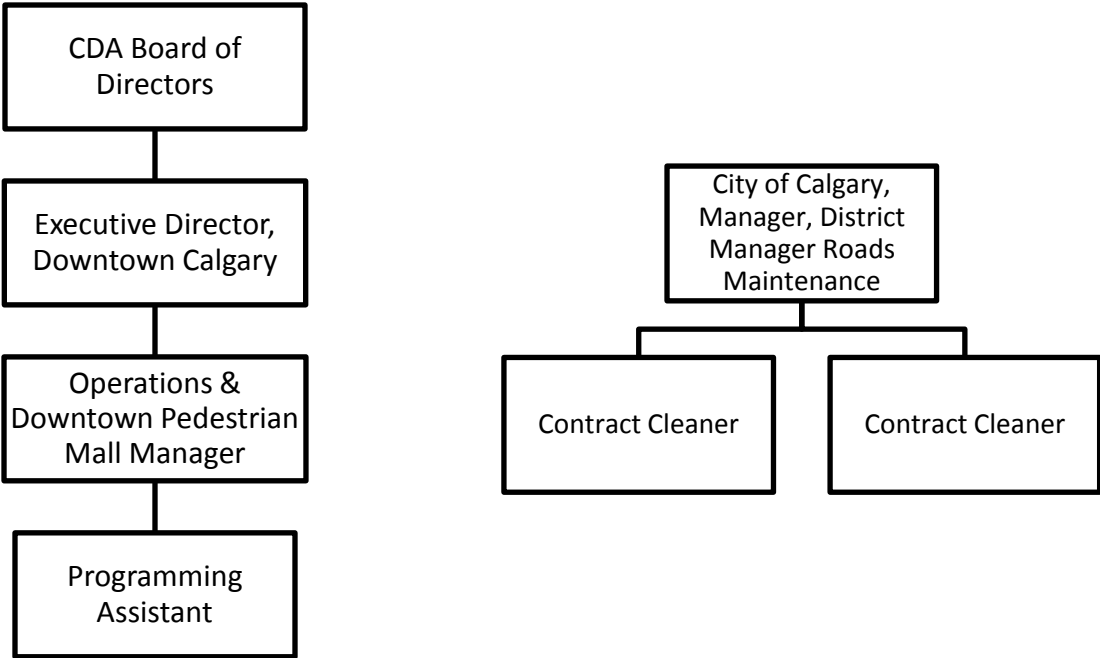 CDA Board of
Directors
Executive Director,
Downtown Calgary
Operations &
Downtown Pedestrian
Mall Manager
Programming
Assistant
City of Calgary,
Manager, District
Manager Roads
Maintenance
Contract Cleaner
Contract Cleaner